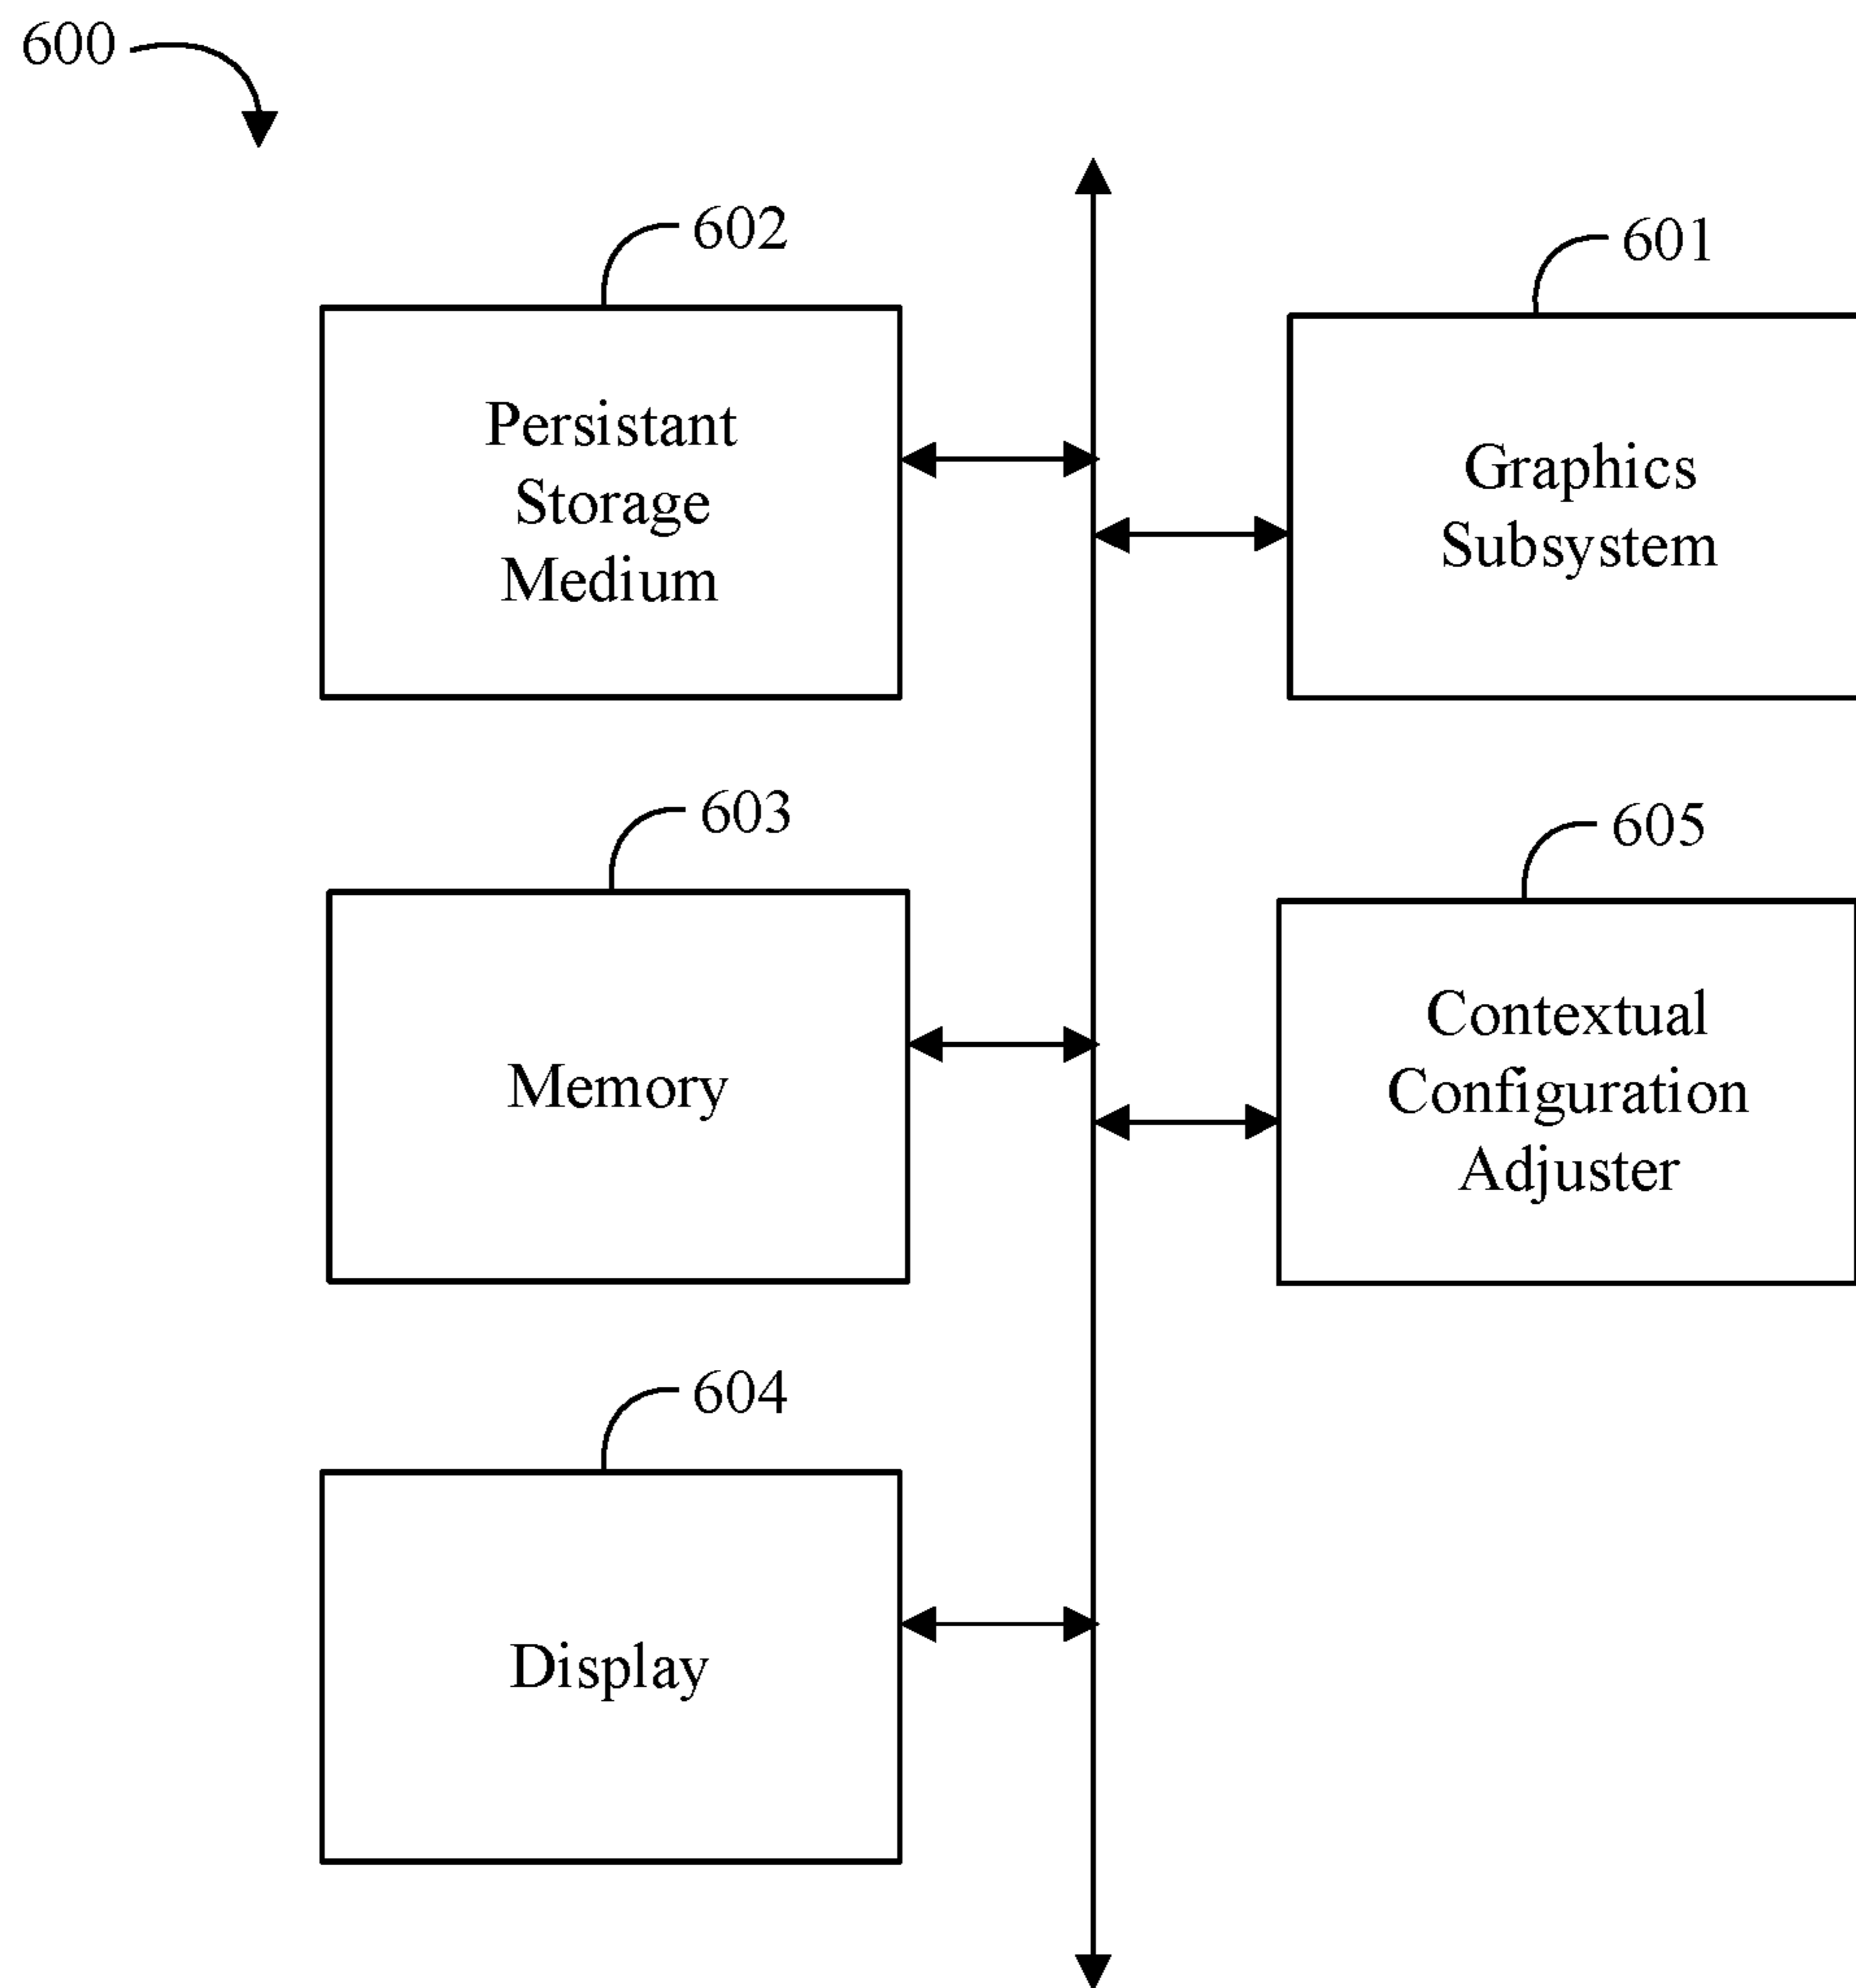 600
602
Persistant
Storage
Medium
601
Graphics
Subsystem
603
Memory
605
Contextual
Configuration
Adjuster
604
Display